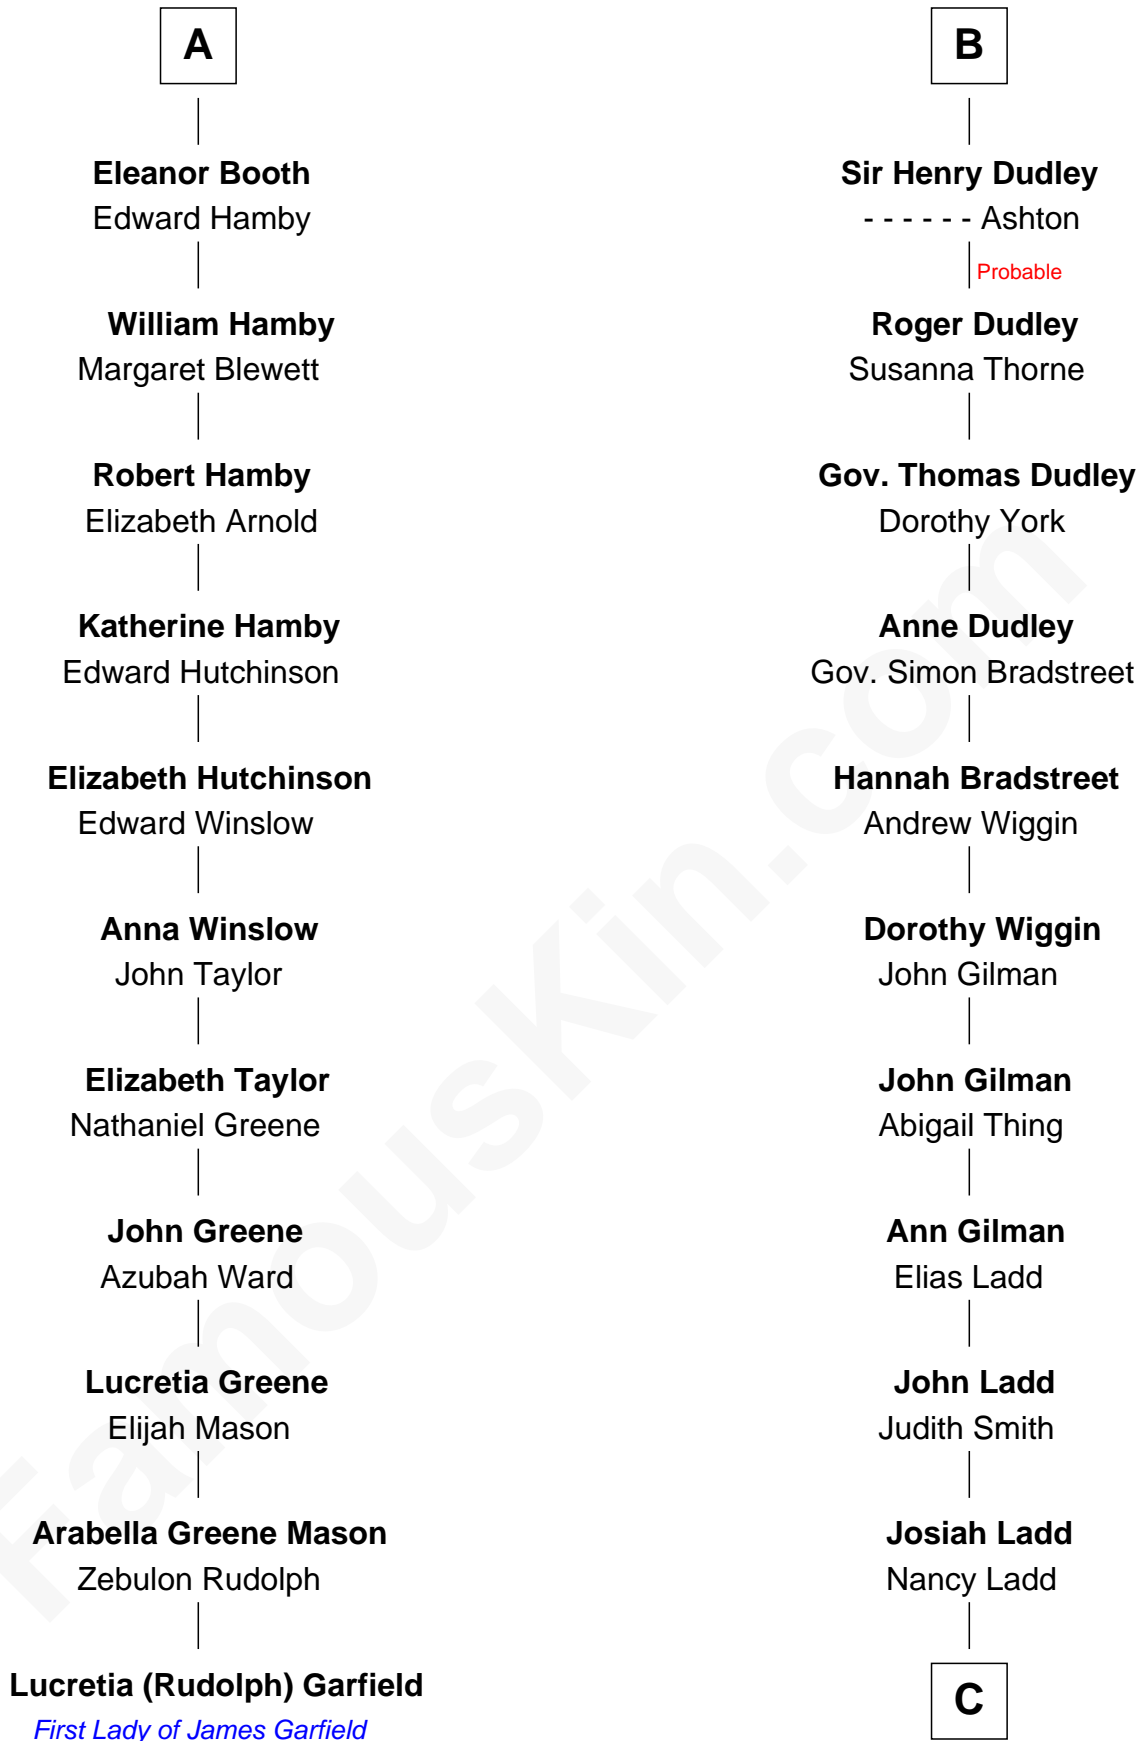 A
Eleanor Booth
Edward Hamby
William Hamby
Margaret Blewett
Robert Hamby
Elizabeth Arnold
Katherine Hamby
Edward Hutchinson
Elizabeth Hutchinson
Edward Winslow
Anna Winslow
John Taylor
Elizabeth Taylor
Nathaniel Greene
John Greene
Azubah Ward
Lucretia Greene
Elijah Mason
Arabella Greene Mason
Zebulon Rudolph
Lucretia (Rudolph) Garfield
First Lady of James Garfield
B
Sir Henry Dudley
- - - - - - Ashton
Probable
Roger Dudley
Susanna Thorne
Gov. Thomas Dudley
Dorothy York
Anne Dudley
Gov. Simon Bradstreet
Hannah Bradstreet
Andrew Wiggin
Dorothy Wiggin
John Gilman
John Gilman
Abigail Thing
Ann Gilman
Elias Ladd
John Ladd
Judith Smith
Josiah Ladd
Nancy Ladd
C
FamousKin.com